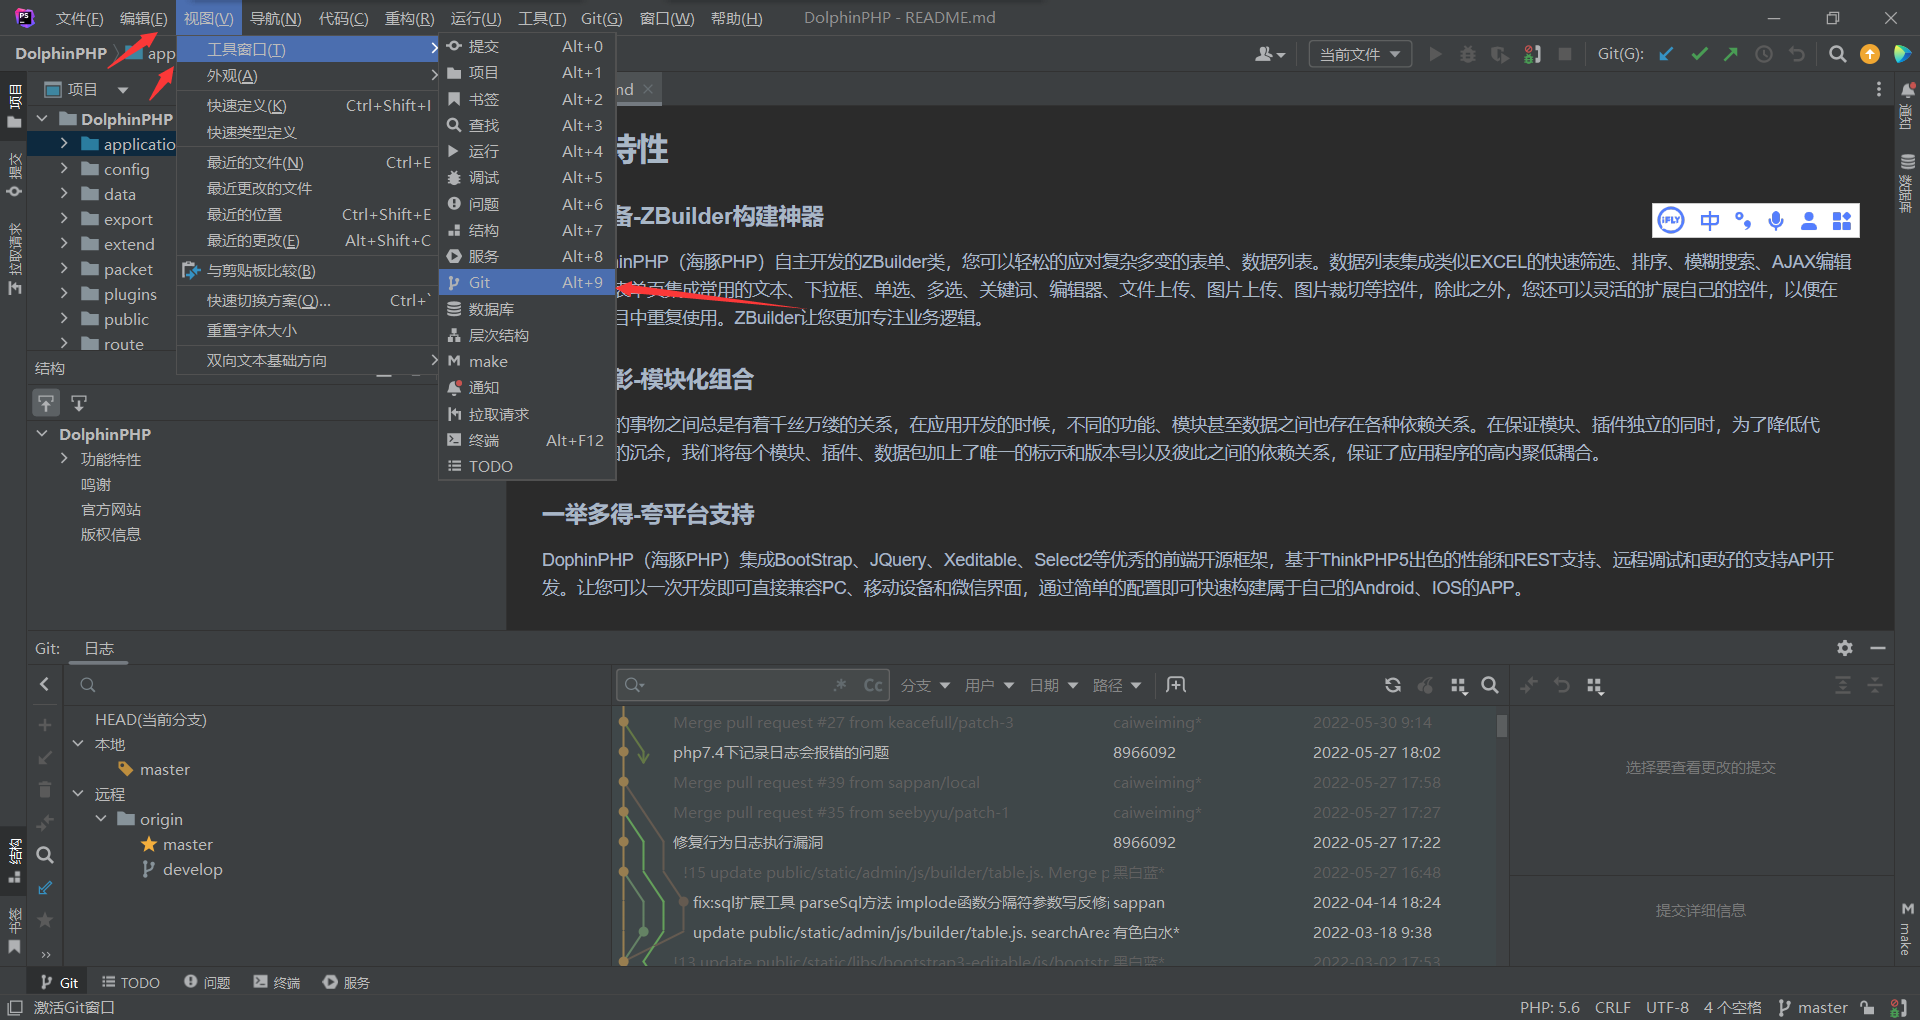 文件(F) 编辑(E) 视图(V) 导航(N) 代码(C) 重构(R) 运行(U) 工具(T) Git(G) 窗口(W) 帮助(H) DolphinPHP - README.md
DolphinPHP app 当前文件 Git(G):
项目
提交
拉取请求
结构
书签
项目
DolphinPHP
applicatio
config
data
export
extend
packet
plugins
public
route
工具窗口(T)
外观(A)
快速定义(K) Ctrl+Shift+I
快速类型定义
最近的文件(N) Ctrl+E
最近更改的文件
最近的位置 Ctrl+Shift+E
最近的更改(E) Alt+Shift+C
与剪贴板比较(B)
快速切换方案(Q)... Ctrl+`
重置字体大小
双向文本基础方向
提交 Alt+0
项目 Alt+1
书签 Alt+2
查找 Alt+3
运行 Alt+4
调试 Alt+5
问题 Alt+6
结构 Alt+7
服务 Alt+8
Git Alt+9
数据库
层次结构
make
通知
拉取请求
终端 Alt+F12
TODO
md
特性
备-ZBuilder构建神器
inPHP（海豚PHP）自主开发的ZBuilder类，您可以轻松的应对复杂多变的表单、数据列表。数据列表集成类似EXCEL的快速筛选、排序、模糊搜索、AJAX编辑
表单页集成常用的文本、下拉框、单选、多选、关键词、编辑器、文件上传、图片上传、图片裁切等控件，除此之外，您还可以灵活的扩展自己的控件，以便在
目中重复使用。ZBuilder让您更加专注业务逻辑。
彰-模块化组合
的事物之间总是有着千丝万缕的关系，在应用开发的时候，不同的功能、模块甚至数据之间也存在各种依赖关系。在保证模块、插件独立的同时，为了降低代
的沉余，我们将每个模块、插件、数据包加上了唯一的标示和版本号以及彼此之间的依赖关系，保证了应用程序的高内聚低耦合。
一举多得-夸平台支持
DophinPHP（海豚PHP）集成BootStrap、JQuery、Xeditable、Select2等优秀的前端开源框架，基于ThinkPHP5出色的性能和REST支持、远程调试和更好的支持API开
发。让您可以一次开发即可直接兼容PC、移动设备和微信界面，通过简单的配置即可快速构建属于自己的Android、IOS的APP。
iFLY 中
通知
数据库
make
结构
DolphinPHP
功能特性
鸣谢
官方网站
版权信息
Git: 日志
HEAD(当前分支)
本地
master
远程
origin
master
develop
.* Cc 分支 用户 日期 路径
Merge pull request #27 from keacefull/patch-3 caiweiming* 2022-05-30 9:14
php7.4下记录日志会报错的问题 8966092 2022-05-27 18:02
Merge pull request #39 from sappan/local caiweiming* 2022-05-27 17:58
Merge pull request #35 from seebyyu/patch-1 caiweiming* 2022-05-27 17:27
修复行为日志执行漏洞 8966092 2022-05-27 17:22
!15 update public/static/admin/js/builder/table.js. Merge p 黑白蓝* 2022-05-27 16:48
fix:sql扩展工具 parseSql方法 implode函数分隔符参数写反修 sappan 2022-04-14 18:24
update public/static/admin/js/builder/table.js. searchArea 有色白水* 2022-03-18 9:38
!13 update public/static/libs/bootstrap3-editable/js/bootstr 黑白蓝* 2022-03-02 17:53
选择要查看更改的提交
提交详细信息
Git TODO 问题 终端 服务
激活Git窗口 PHP: 5.6 CRLF UTF-8 4 个空格 master